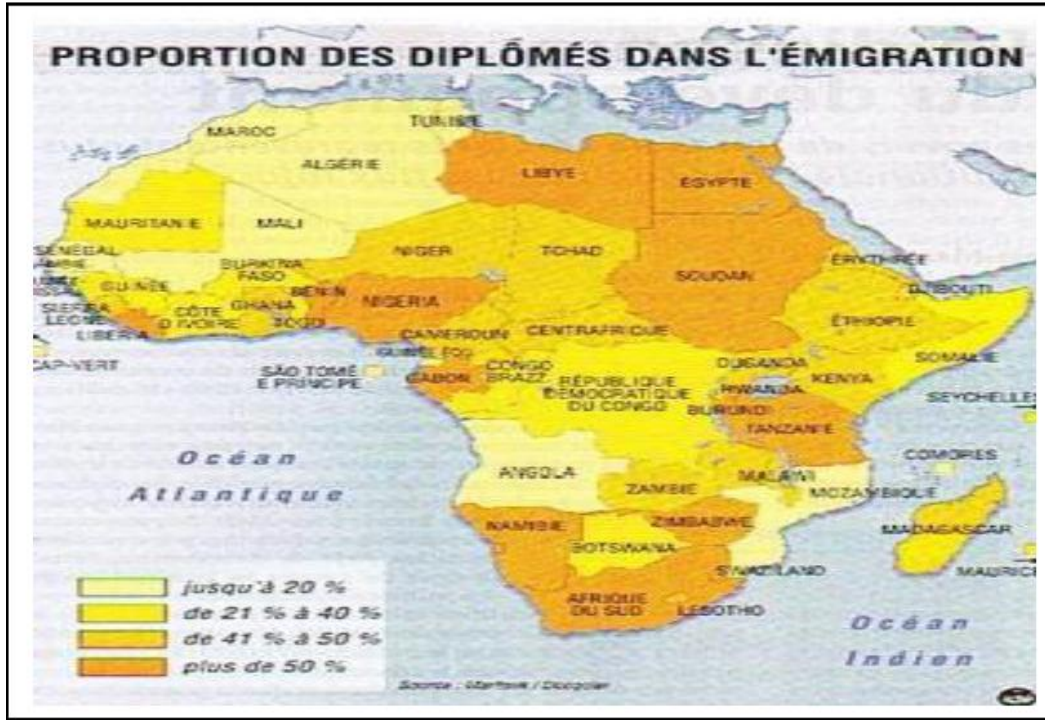 PROPORTION DES DIPLÔMÉS DANS L'ÉMIGRATION
MAROC
TUNISIE
ALGÉRIE
LIBYE
ÉGYPTE
MAURITANIE
MALI
NIGER
TCHAD
SOUDAN
ÉRYTHRÉE
DJIBOUTI
SÉNÉGAL
BURKINA
FASO
GUINÉE
BÉNIN
NIGERIA
SIERRA
LEONE
CÔTE
D'IVOIRE
GHANA
TOGO
LIBERIA
CAMEROUN
CENTRAFRIQUE
ÉTHIOPIE
SOMALIE
CAP-VERT
SÃO TOMÉ
E PRÍNCIPE
GABON
CONGO
BRAZZ.
RÉPUBLIQUE
DÉMOCRATIQUE
DU CONGO
OUGANDA
KENYA
RWANDA
BURUNDI
TANZANIE
SEYCHELLES
COMORES
Océan
Atlantique
ANGOLA
ZAMBIE
MALAWI
MOZAMBIQUE
MADAGASCAR
MAURICE
NAMIBIE
ZIMBABWE
BOTSWANA
SWAZILAND
AFRIQUE
DU SUD
LESOTHO
Océan
Indien
jusqu'à 20 %
de 21 % à 40 %
de 41 % à 50 %
plus de 50 %
Source :